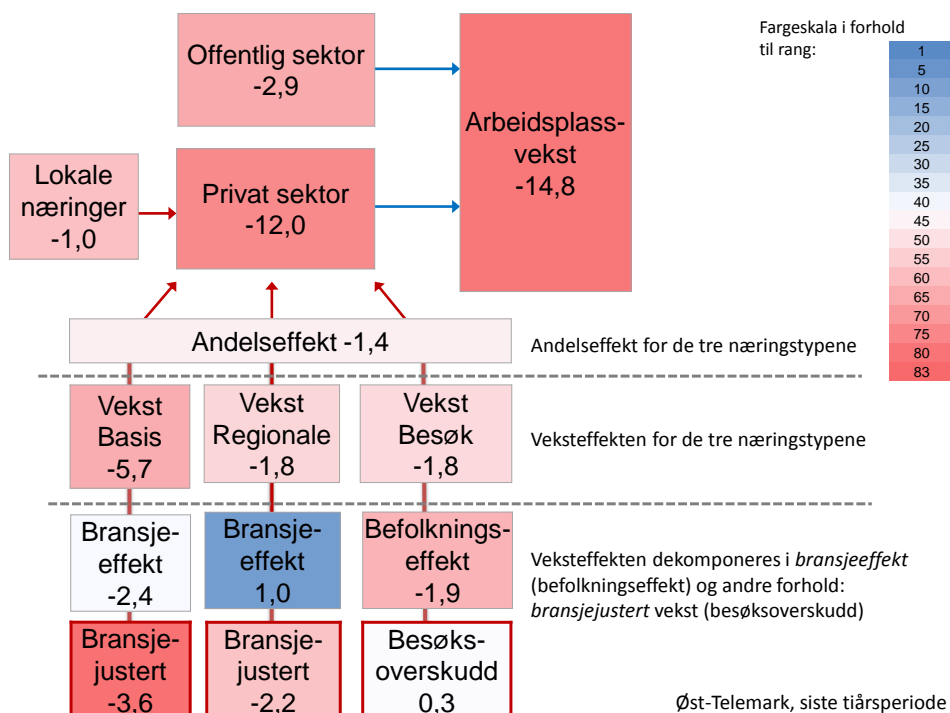 Fargeskala i forhold
til rang:
1
5
10
15
20
25
30
35
40
45
50
55
60
65
70
75
80
83
Offentlig sektor
-2,9
Arbeidsplass-
vekst
-14,8
Lokale
næringer
-1,0
Privat sektor
-12,0
Andelseffekt -1,4
Andelseffekt for de tre næringstypene
Vekst
Basis
-5,7
Vekst
Regionale
-1,8
Vekst
Besøk
-1,8
Veksteffekten for de tre næringstypene
Bransje-
effekt
-2,4
Bransje-
effekt
1,0
Befolknings-
effekt
-1,9
Veksteffekten dekomponeres i bransjeeffekt
(befolkningseffekt) og andre forhold:
bransjejustert vekst (besøksoverskudd)
Bransje-
justert
-3,6
Bransje-
justert
-2,2
Besøks-
overskudd
0,3
Øst-Telemark, siste tiårsperiode